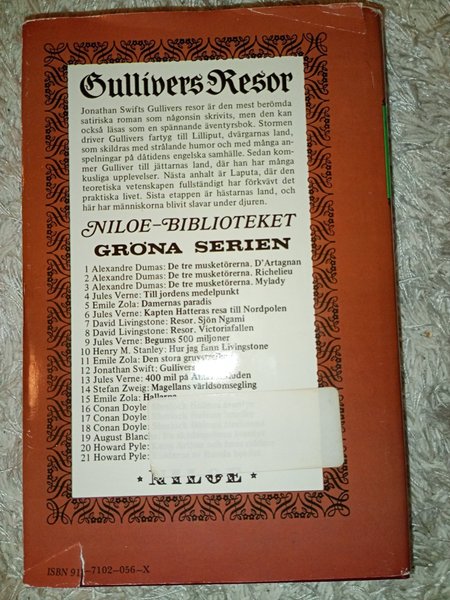 Gullivers Resor
Jonathan Swifts Gullivers resor är den mest berömda
satiriska roman som någonsin skrivits, men den kan
också läsas som en spännande äventyrsbok. Stormen
driver Gullivers fartyg till Lilliput, dvärgarnas land,
som skildras med strålande humor och med många an-
spelningar på dåtidens engelska samhälle. Sedan kom-
mer Gulliver till jättarnas land, där han har många
kusliga upplevelser. Nästa anhalt är Laputa, där den
teoretiska vetenskapen fullständigt har förkvävt det
praktiska livet. Sista etappen är hästarnas land, och
här har människorna blivit slavar under djuren.
NILOE-BIBLIOTEKET
GRÖNA SERIEN
1 Alexandre Dumas: De tre musketörerna. D'Artagnan
2 Alexandre Dumas: De tre musketörerna. Richelieu
3 Alexandre Dumas: De tre musketörerna. Mylady
4 Jules Verne: Till jordens medelpunkt
5 Emile Zola: Damernas paradis
6 Jules Verne: Kapten Hatteras resa till Nordpolen
7 David Livingstone: Resor. Sjön Ngami
8 David Livingstone: Resor. Victoriafallen
9 Jules Verne: Begums 500 miljoner
10 Henry M. Stanley: Hur jag fann Livingstone
11 Emile Zola: Den stora
12 Jonathan Swift: Gullivers
13 Jules Verne: 400 mil på
14 Stefan Zweig: Magellans världsomsegling
15 Emile Zola: Hallarna
16 Conan Doyle
17 Conan Doyle
18 Conan Doyle
19 August Blanche
20 Howard Pyle:
21 Howard Pyle:
NILOE
ISBN 91-7102-056-X